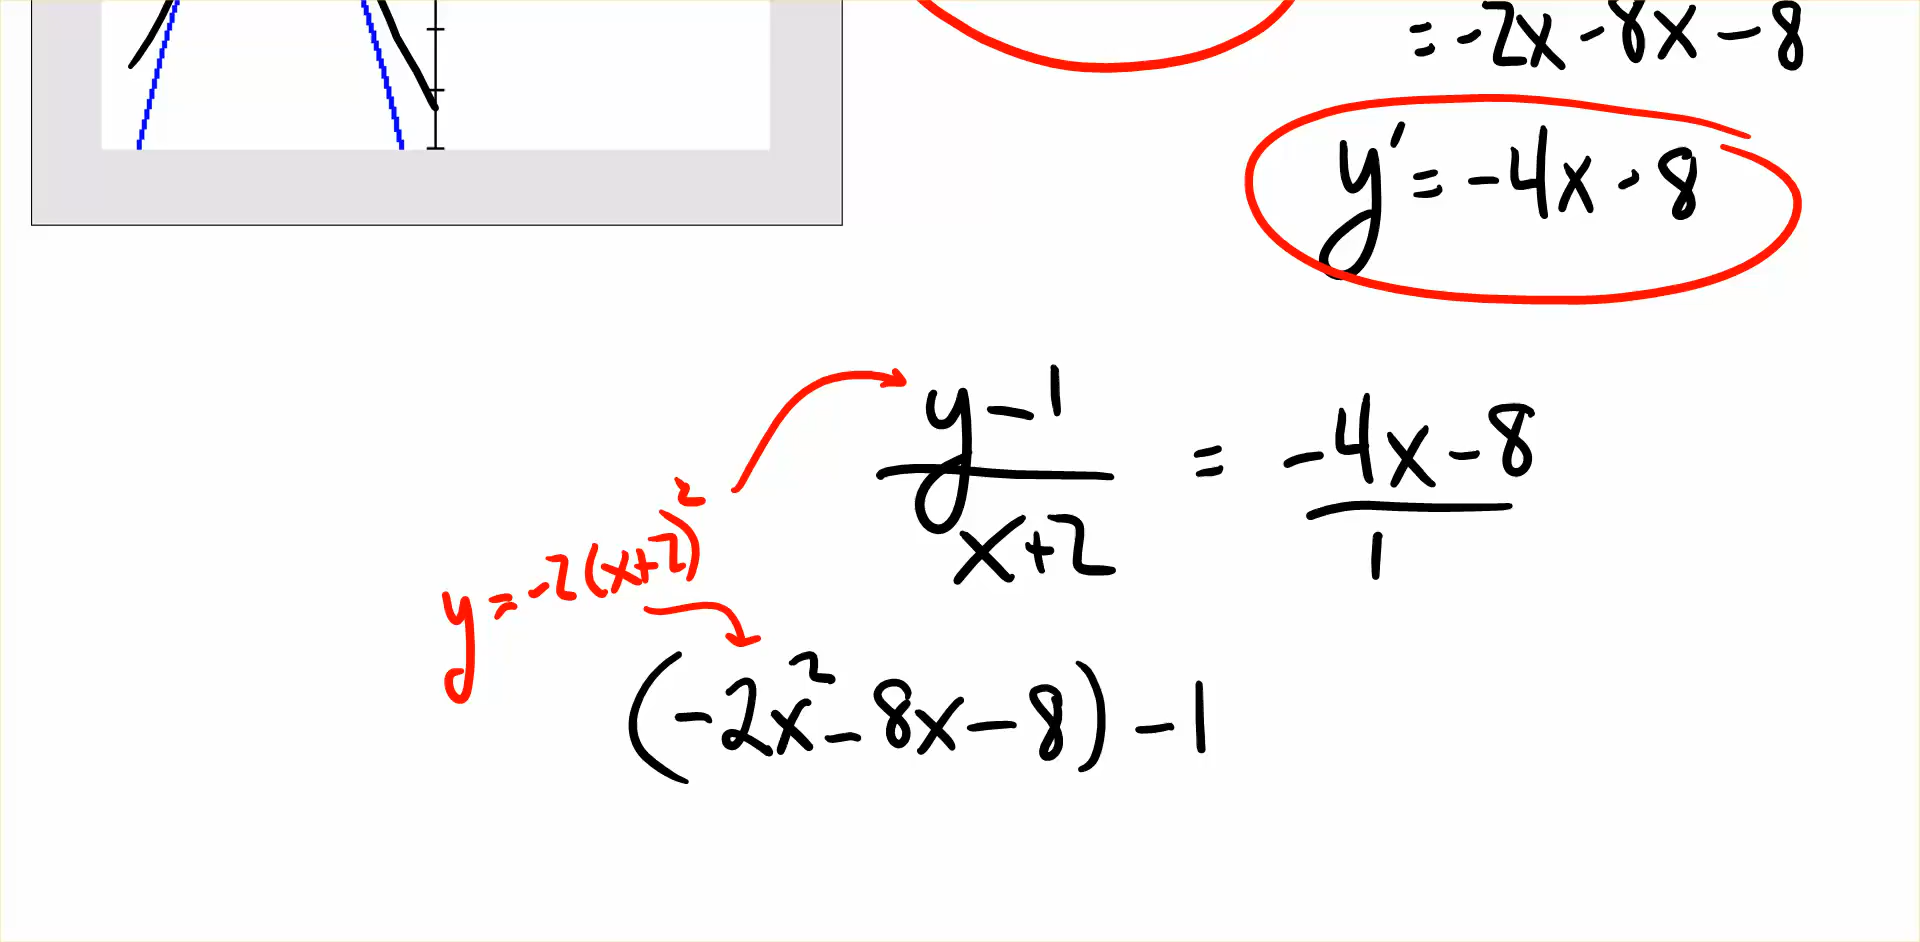 = -2x - 8x - 8
y' = -4x - 8
y - 1 / x + 2 = -4x - 8 / 1
y = -2(x+2)²
(-2x² - 8x - 8) - 1